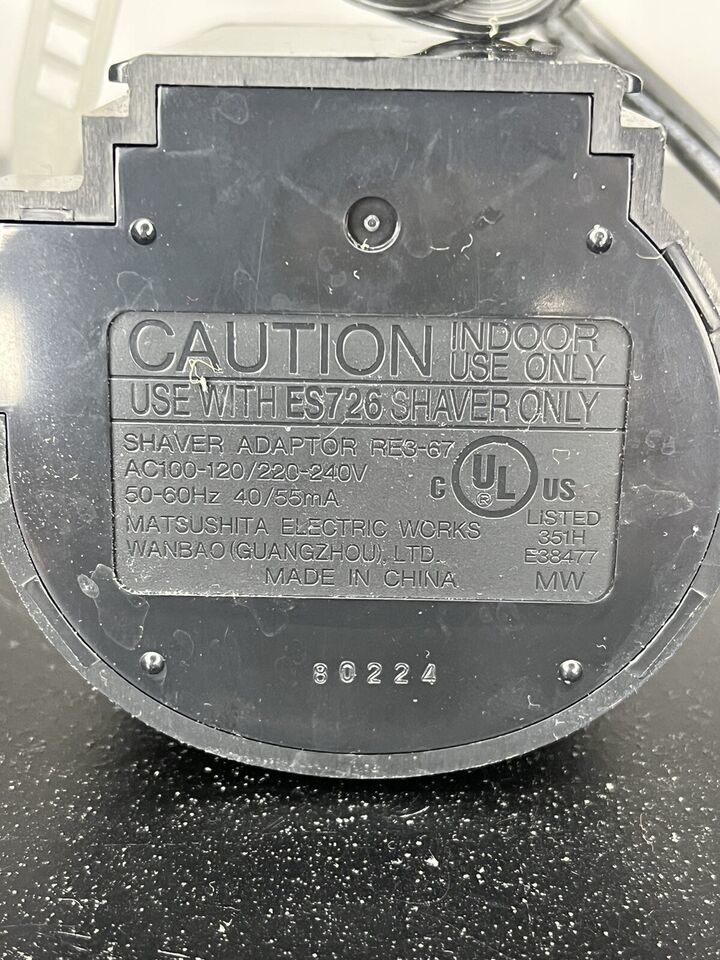 CAUTION INDOOR USE ONLY
USE WITH ES726 SHAVER ONLY
SHAVER ADAPTOR RE3-67
AC100-120/220-240V
50-60Hz 40/55mA
MATSUSHITA ELECTRIC WORKS
WANBAO (GUANGZHOU), LTD.
MADE IN CHINA
C UL ® US
LISTED
351H
E38477
MW
80224